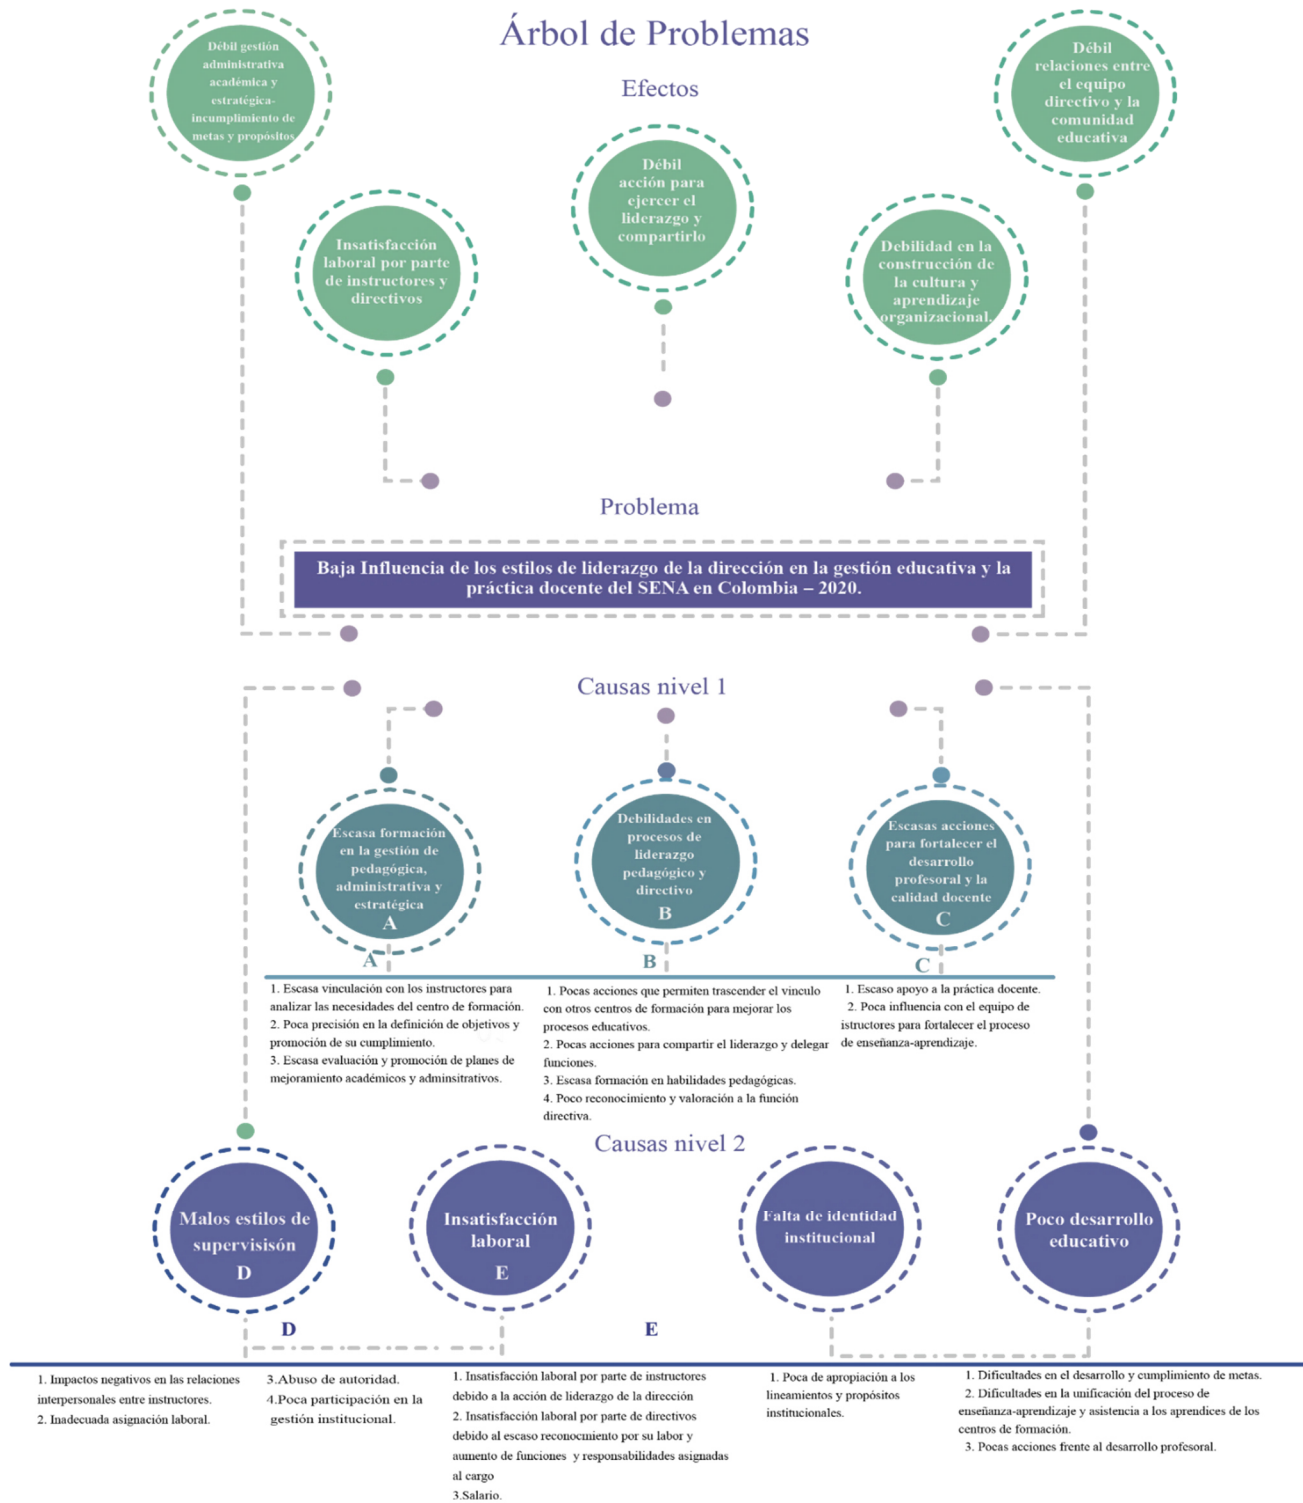 Árbol de Problemas
Efectos
Débil gestión
administrativa
académica y
estratégica-
incumplimiento de
metas y propósitos
Insatisfacción
laboral por parte
de instructores y
directivos
Débil
acción para
ejercer el
liderazgo y
compartirlo
Debilidad en la
construcción de
la cultura y
aprendizaje
organizacional.
Débil
relaciones entre
el equipo
directivo y la
comunidad
educativa
Problema
Baja Influencia de los estilos de liderazgo de la dirección en la gestión educativa y la
práctica docente del SENA en Colombia – 2020.
Causas nivel 1
Escasa formación
en la gestión de
pedagógica,
administrativa y
estratégica
A
Debilidades en
procesos de
liderazgo
pedagógico y
directivo
B
Escasas acciones
para fortalecer el
desarrollo
profesoral y la
calidad docente
C
A
1. Escasa vinculación con los instructores para
analizar las necesidades del centro de formación.
2. Poca precisión en la definición de objetivos y
promoción de su cumplimiento.
3. Escasa evaluación y promoción de planes de
mejoramiento académicos y adminsitrativos.
B
1. Pocas acciones que permiten trascender el vinculo
con otros centros de formación para mejorar los
procesos educativos.
2. Pocas acciones para compartir el liderazgo y delegar
funciones.
3. Escasa formación en habilidades pedagógicas.
4. Poco reconocimiento y valoración a la función
directiva.
C
1. Escaso apoyo a la práctica docente.
2. Poca influencia con el equipo de
istructores para fortalecer el proceso
de enseñanza-aprendizaje.
Causas nivel 2
Malos estilos de
supervisisón
D
Insatisfacción
laboral
E
Falta de identidad
institucional
Poco desarrollo
educativo
D
1. Impactos negativos en las relaciones
interpersonales entre instructores.
2. Inadecuada asignación laboral.
3.Abuso de autoridad.
4.Poca participación en la
gestión institucional.
E
1. Insatisfacción laboral por parte de instructores
debido a la acción de liderazgo de la dirección
2. Insatisfacción laboral por parte de directivos
debido al escaso reconocmiento por su labor y
aumento de funciones y responsabilidades asignadas
al cargo
3.Salario.
1. Poca de apropiación a los
lineamientos y propósitos
institucionales.
1. Dificultades en el desarrollo y cumplimiento de metas.
2. Dificultades en la unificación del proceso de
enseñanza-aprendizaje y asistencia a los aprendices de los
centros de formación.
3. Pocas acciones frente al desarrollo profesoral.